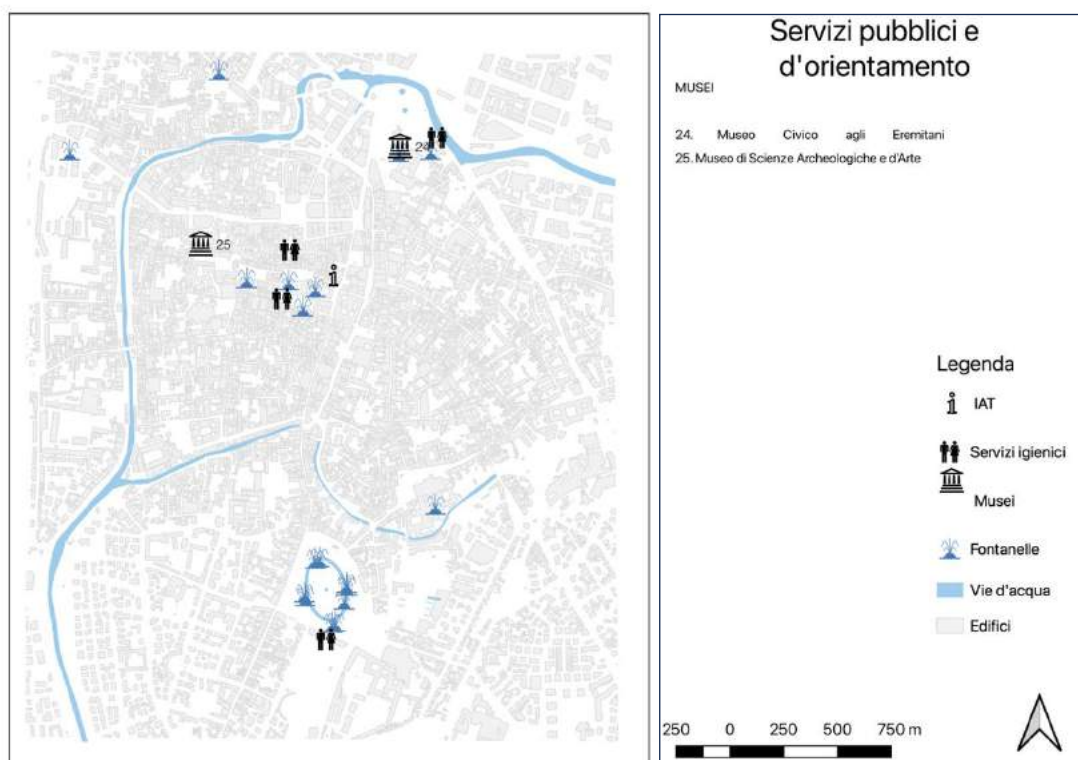 24
25
Servizi pubblici e
d'orientamento
MUSEI
24. Museo Civico agli Eremitani
25. Museo di Scienze Archeologiche e d'Arte
Legenda
IAT
Servizi igienici
Musei
Fontanelle
Vie d'acqua
Edifici
250 0 250 500 750 m